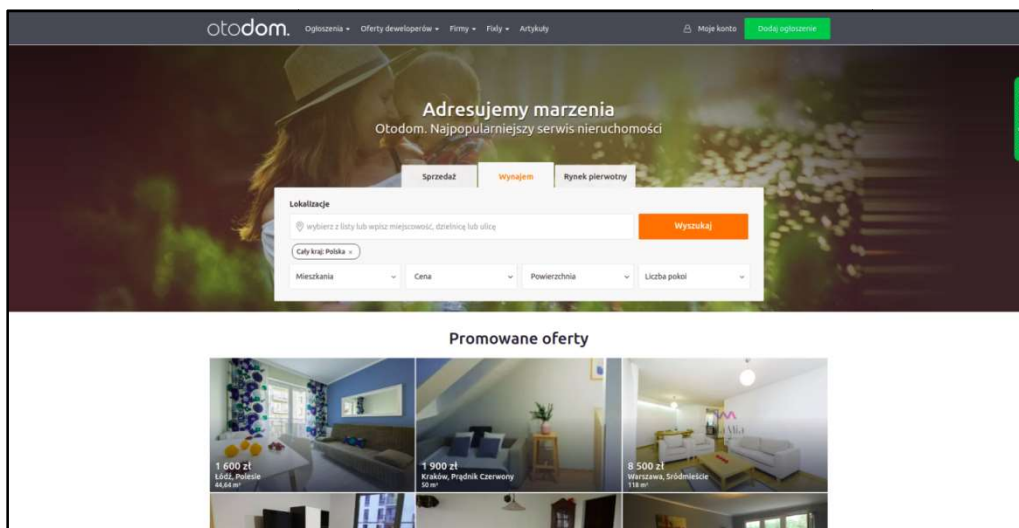 otodom.
Ogłoszenia Oferty deweloperów Firmy Fixly Artykuły Moje konto Dodaj ogłoszenie
Adresujemy marzenia
Otodom. Najpopularniejszy serwis nieruchomości
Sprzedaż Wynajem Rynek pierwotny
Lokalizacje
wybierz z listy lub wpisz miejscowość, dzielnicę lub ulicę Wyszukaj
Cały kraj: Polska ×
Mieszkania Cena Powierzchnia Liczba pokoi
Promowane oferty
1 600 zł
Łódź, Polesie
44,64 m²
1 900 zł
Kraków, Prądnik Czerwony
50 m²
8 500 zł
Warszawa, Śródmieście
118 m²